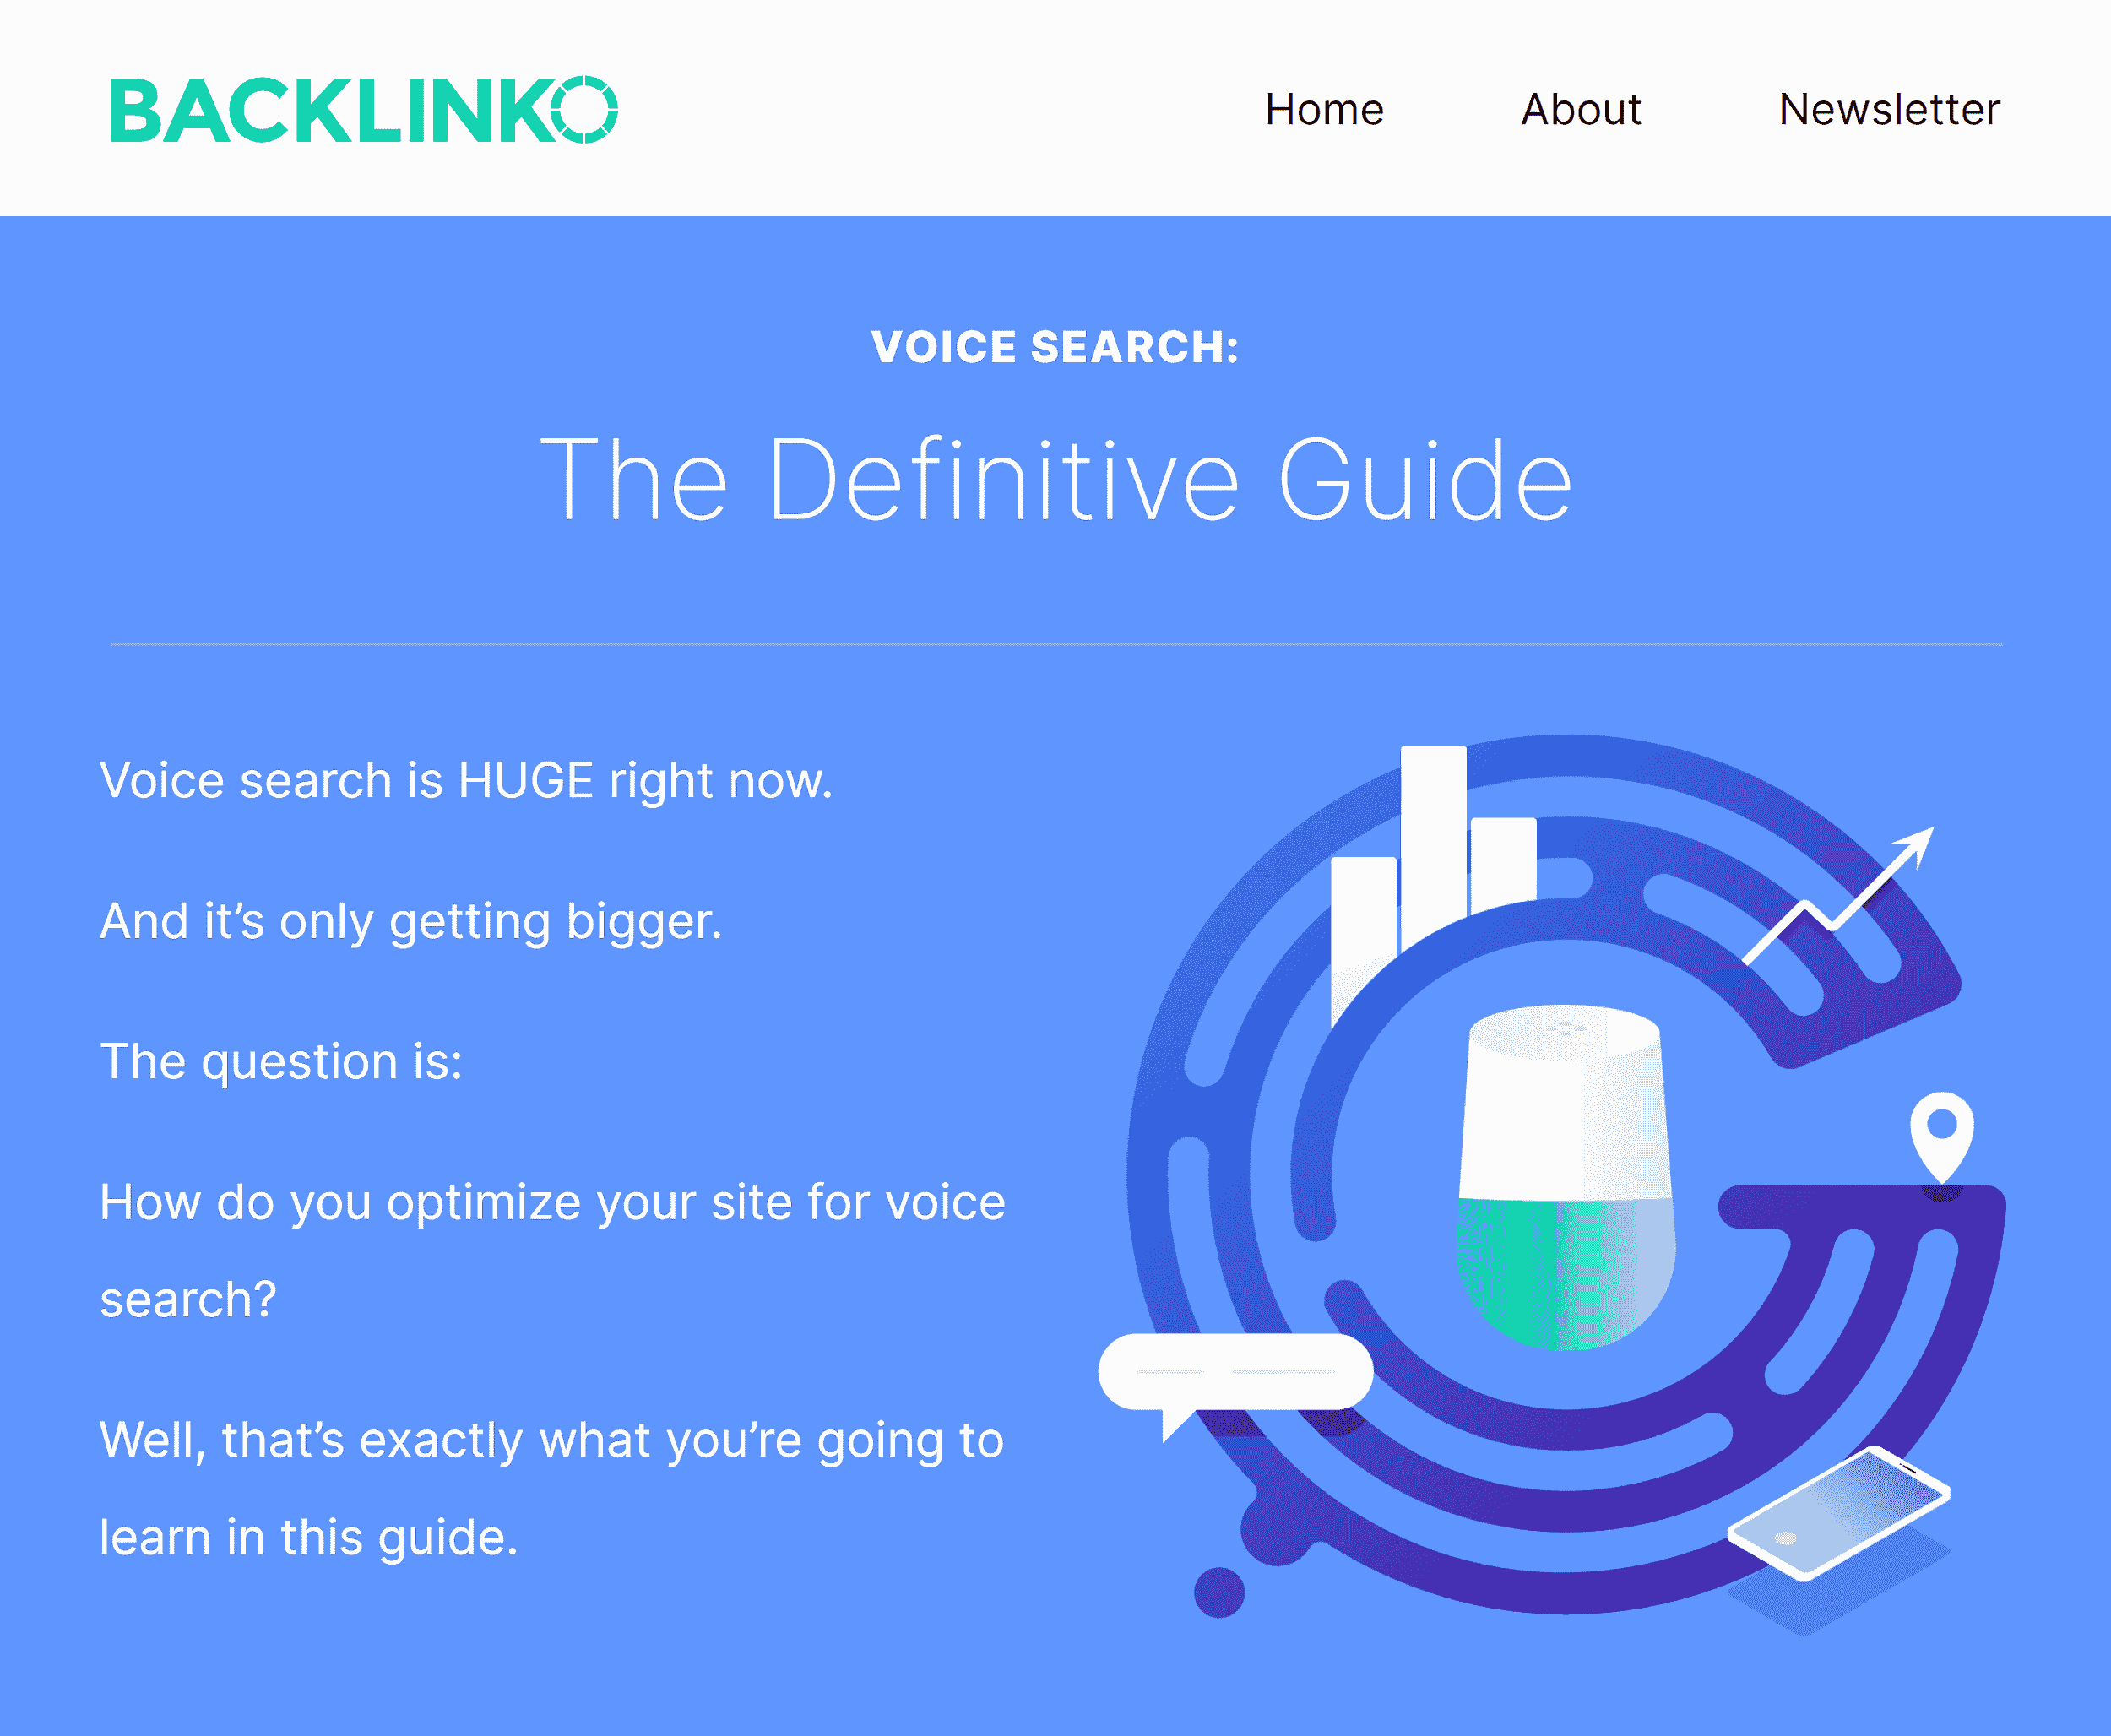 BACKLINKO
Home About Newsletter
VOICE SEARCH:
The Definitive Guide
Voice search is HUGE right now.
And it’s only getting bigger.
The question is:
How do you optimize your site for voice
search?
Well, that’s exactly what you’re going to
learn in this guide.